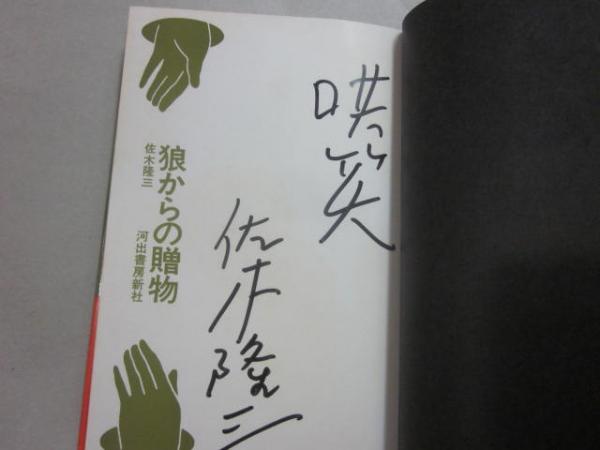 哄笑
佐木隆三
狼からの贈物
佐木隆三
河出書房新社